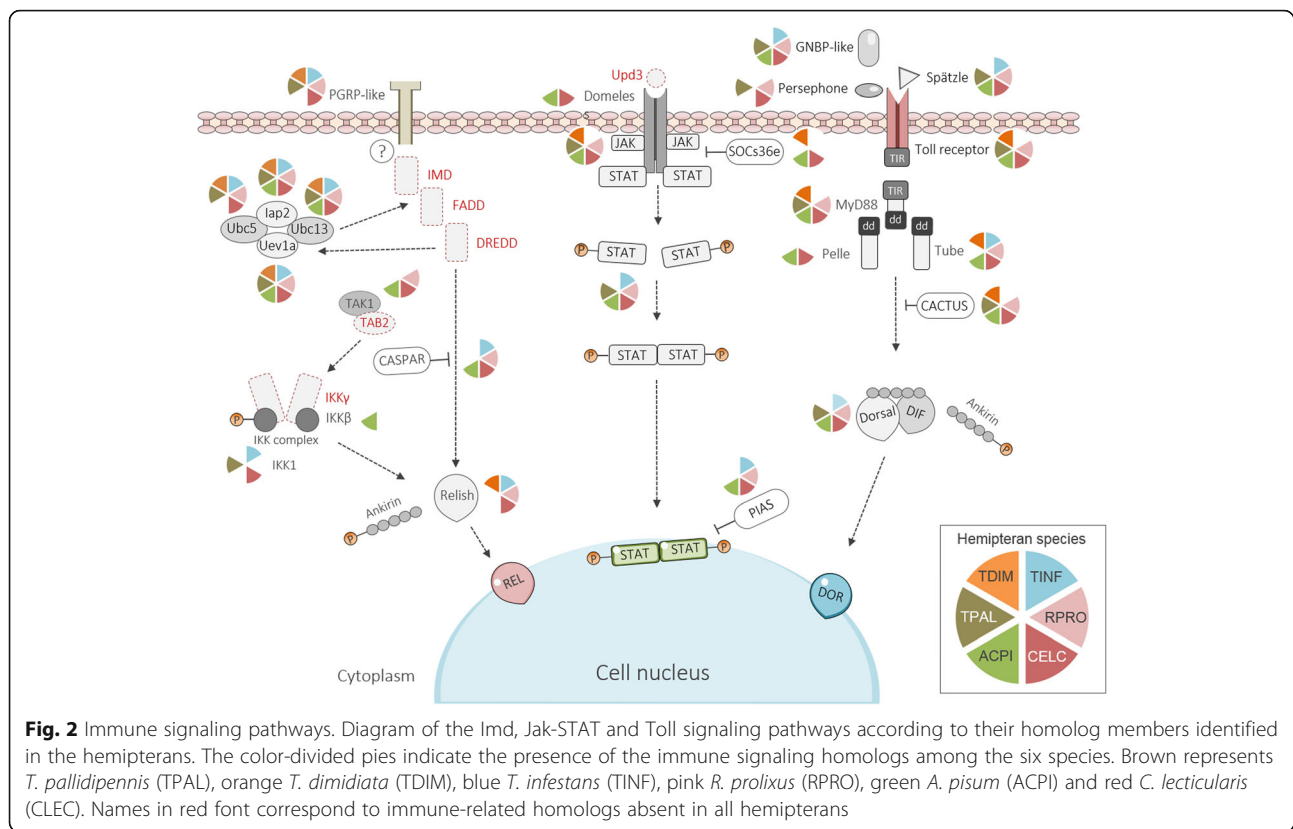 GNBP-like
Upd3
PGRP-like
Persephone
Spätzle
Domeles
s
?
JAK
JAK
SOCs36e
TIR
Toll receptor
STAT
STAT
IMD
TIR
MyD88
Iap2
FADD
dd
Ubc5
Ubc13
dd
dd
Uev1a
DREDD
P
STAT
STAT
P
Pelle
Tube
TAK1
TAB2
CACTUS
CASPAR
P
STAT
STAT
P
IKKγ
P
IKKβ
IKK complex
Dorsal
DIF
Ankirin
P
IKK1
Relish
Ankirin
P
PIAS
P
STAT
STAT
P
REL
DOR
Hemipteran species
TDIM
TINF
TPAL
RPRO
ACPI
CELC
Cytoplasm
Cell nucleus
Fig. 2 Immune signaling pathways. Diagram of the Imd, Jak-STAT and Toll signaling pathways according to their homolog members identified
in the hemipterans. The color-divided pies indicate the presence of the immune signaling homologs among the six species. Brown represents
T. pallidipennis (TPAL), orange T. dimidiata (TDIM), blue T. infestans (TINF), pink R. prolixus (RPRO), green A. pisum (ACPI) and red C. lecticularis
(CLEC). Names in red font correspond to immune-related homologs absent in all hemipterans